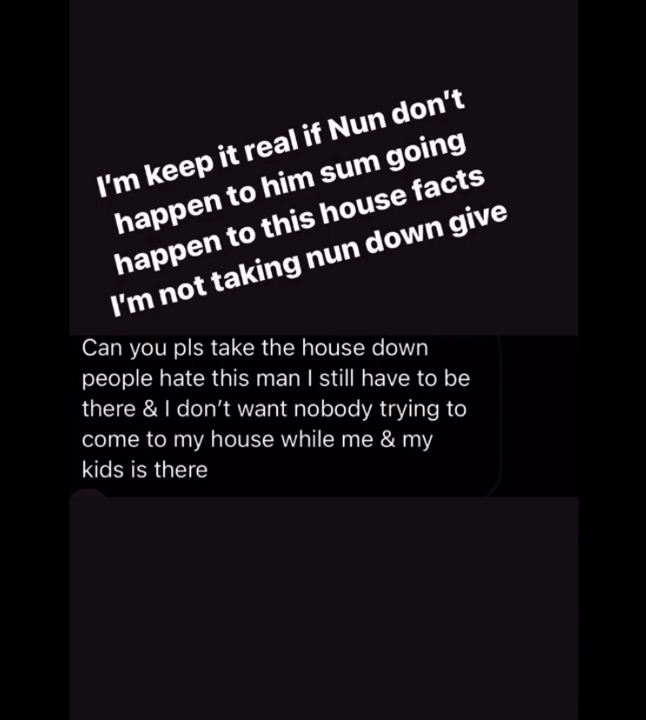 I'm keep it real if Nun don't
happen to him sum going
happen to this house facts
I'm not taking nun down give
Can you pls take the house down
people hate this man I still have to be
there & I don't want nobody trying to
come to my house while me & my
kids is there